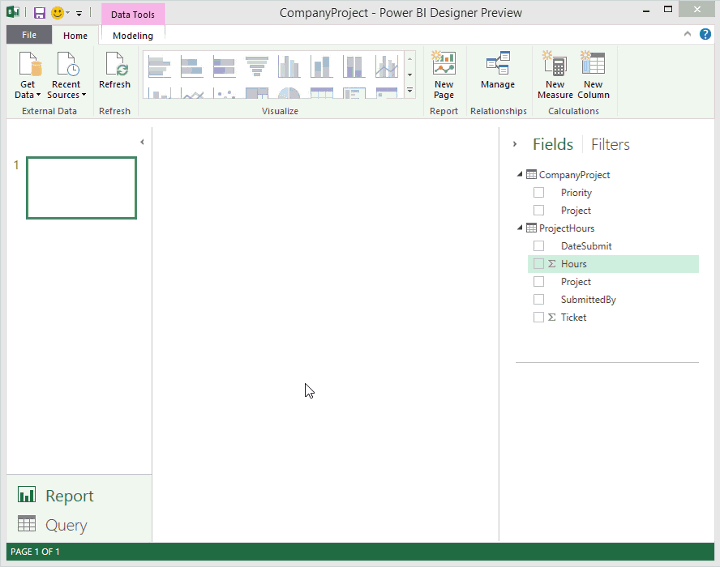 Data Tools
CompanyProject - Power BI Designer Preview
File
Home
Modeling
Get Data
Recent Sources
External Data
Refresh
Refresh
Visualize
New Page
Report
Manage
Relationships
New Measure
New Column
Calculations
1
Fields
Filters
CompanyProject
Priority
Project
ProjectHours
DateSubmit
Σ Hours
Project
SubmittedBy
Σ Ticket
Report
Query
PAGE 1 OF 1